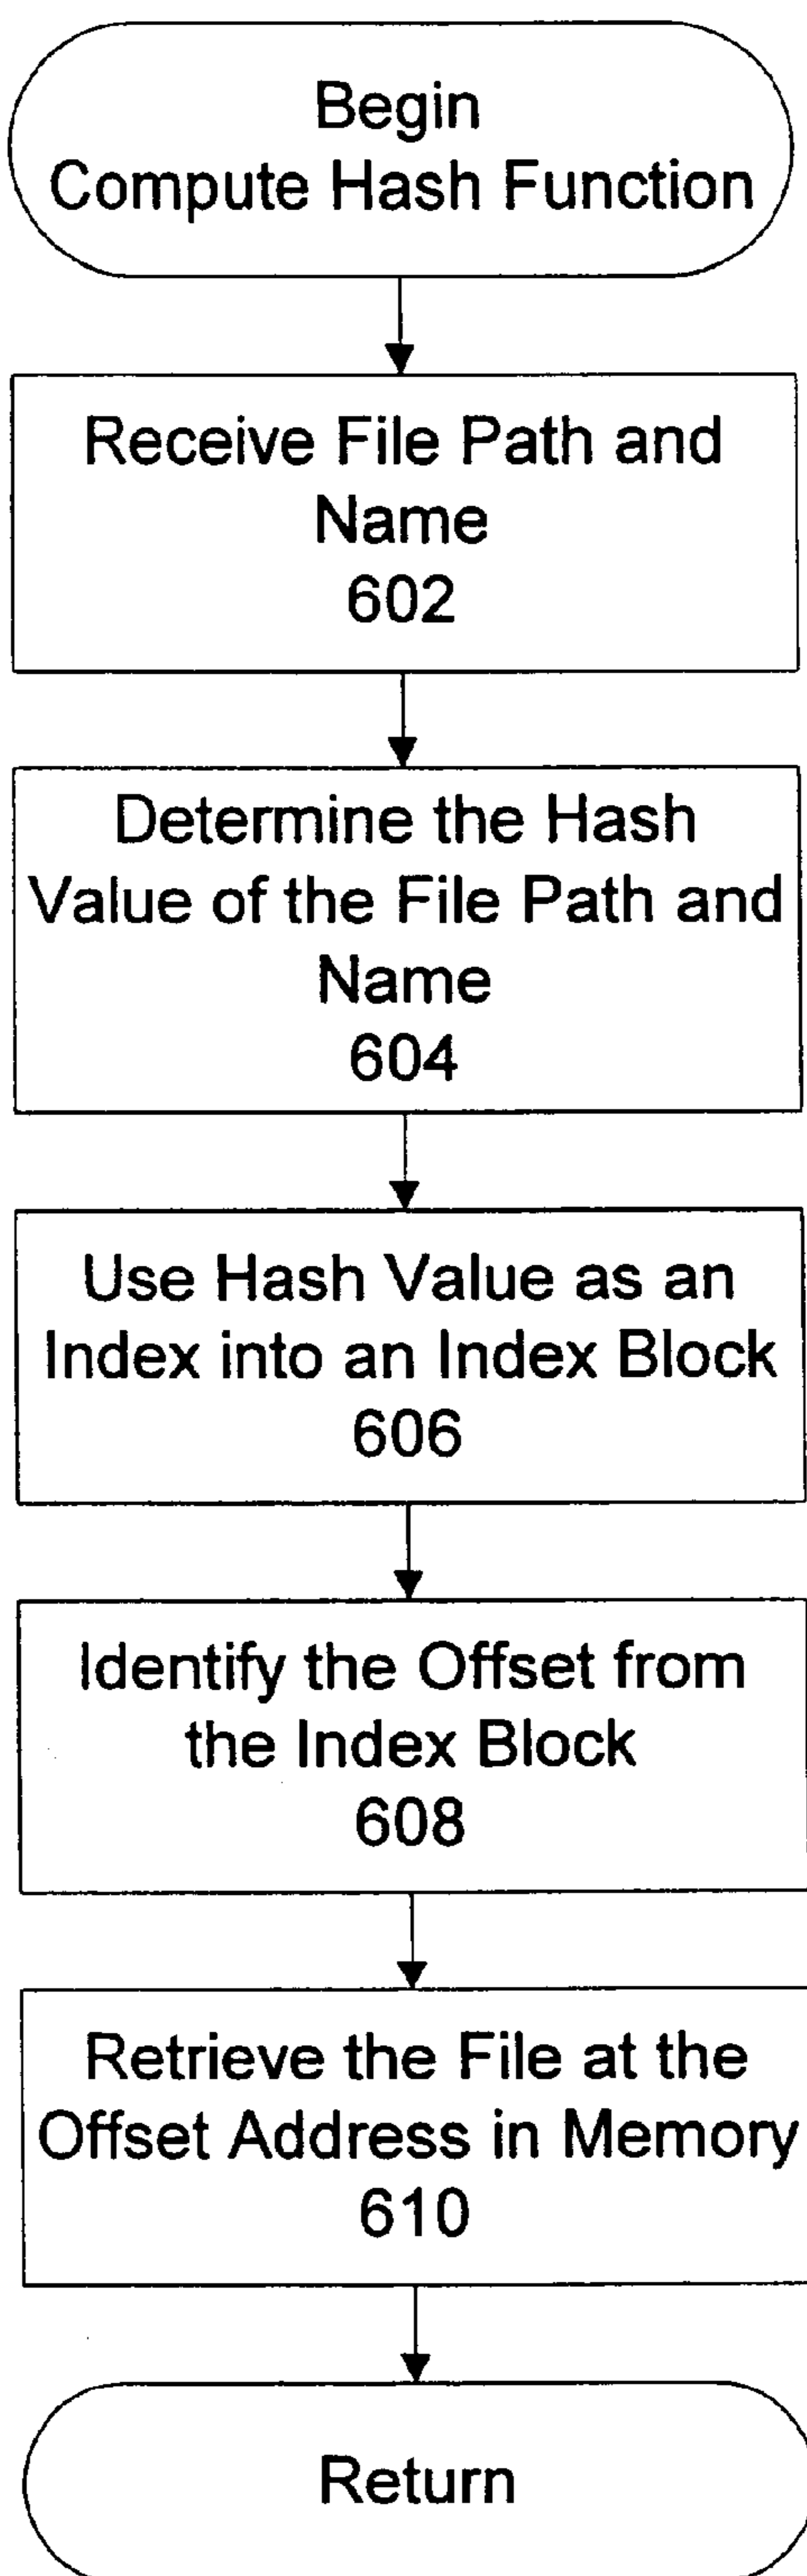 Begin
Compute Hash Function
Receive File Path and
Name
602
Determine the Hash
Value of the File Path and
Name
604
Use Hash Value as an
Index into an Index Block
606
Identify the Offset from
the Index Block
608
Retrieve the File at the
Offset Address in Memory
610
Return